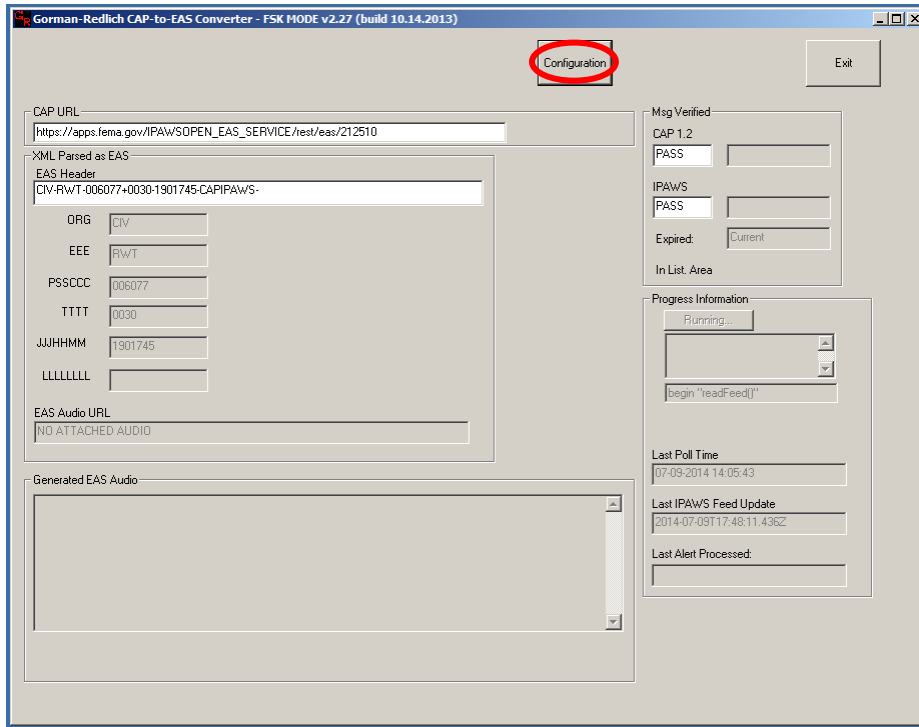 Gorman-Redlich CAP-to-EAS Converter - FSK MODE v2.27 (build 10.14.2013)
Configuration
Exit
CAP URL
https://apps.fema.gov/IPAWSOPEN_EAS_SERVICE/rest/eas/212510
XML Parsed as EAS
EAS Header
CIV-RWT-006077+0030-1901745-CAPIPAWS-
ORG CIV
EEE RWT
PSSCCC 006077
TTTT 0030
JJJHHMM 1901745
LLLLLLLL
EAS Audio URL
NO ATTACHED AUDIO
Generated EAS Audio
Msg Verified
CAP 1.2
PASS
IPAWS
PASS
Expired: Current
In List. Area
Progress Information
Running...
begin "readFeed()"
Last Poll Time
07-09-2014 14:05:43
Last IPAWS Feed Update
2014-07-09T17:48:11.436Z
Last Alert Processed: